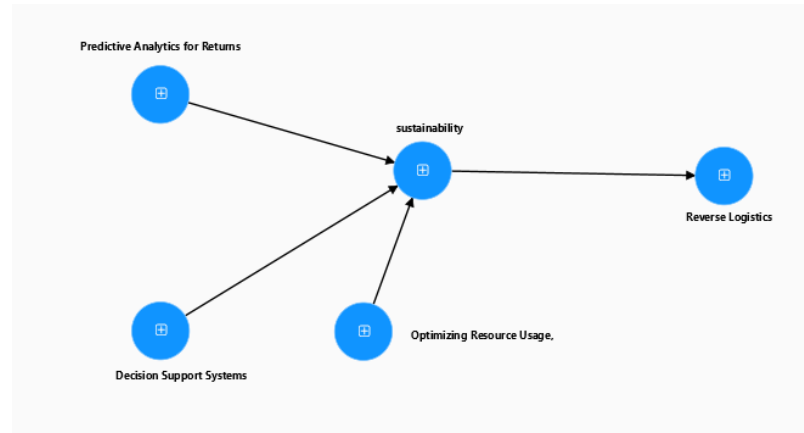 Predictive Analytics for Returns
sustainability
Reverse Logistics
Optimizing Resource Usage,
Decision Support Systems